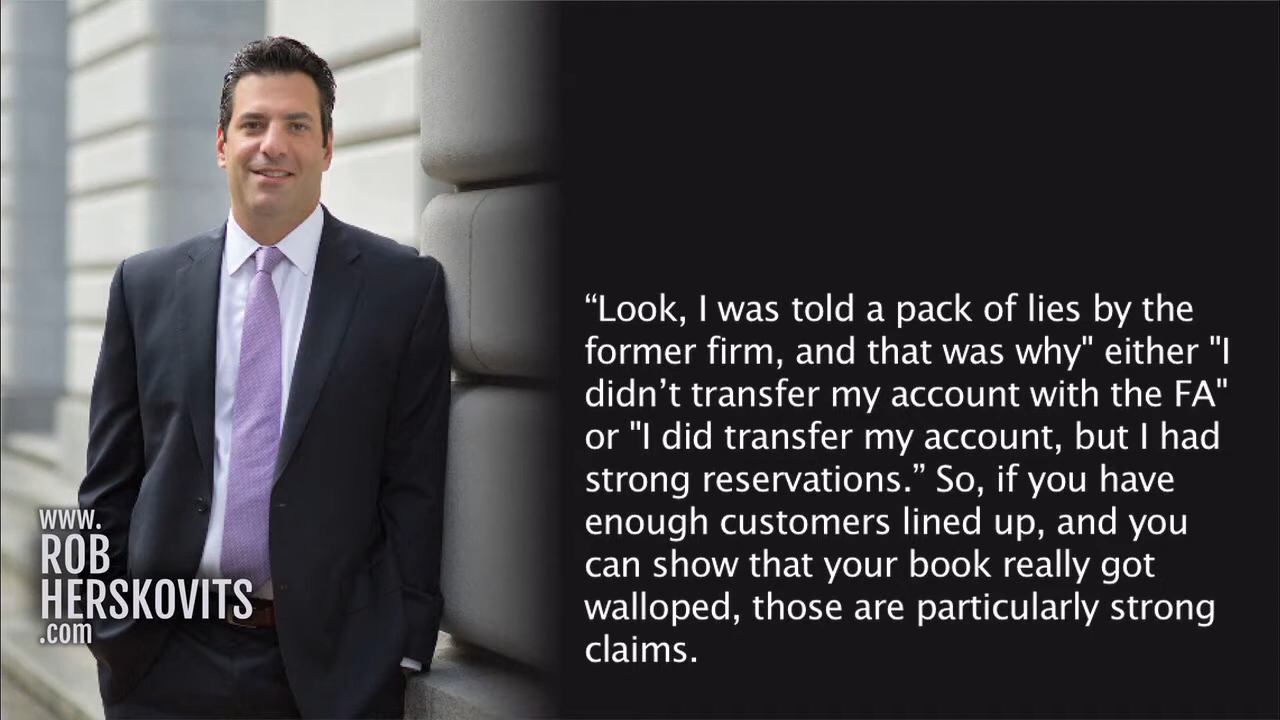 www.
ROB
HERSKOVITS
.com
“Look, I was told a pack of lies by the
former firm, and that was why" either "I
didn’t transfer my account with the FA"
or "I did transfer my account, but I had
strong reservations.” So, if you have
enough customers lined up, and you
can show that your book really got
walloped, those are particularly strong
claims.